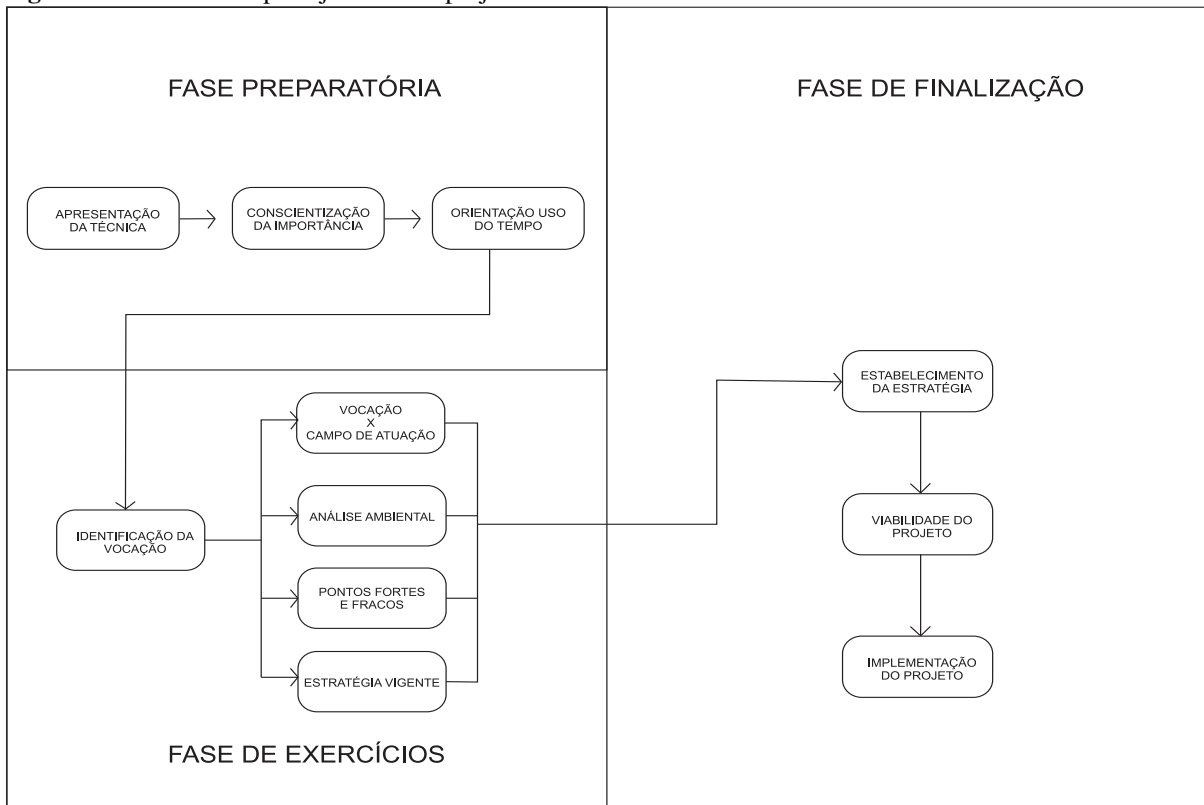 FASE PREPARATÓRIA
APRESENTAÇÃO
DA TÉCNICA
CONSCIENTIZAÇÃO
DA IMPORTÂNCIA
ORIENTAÇÃO USO
DO TEMPO
IDENTIFICAÇÃO DA
VOCAÇÃO
VOCAÇÃO
X
CAMPO DE ATUAÇÃO
ANÁLISE AMBIENTAL
PONTOS FORTES
E FRACOS
ESTRATÉGIA VIGENTE
FASE DE EXERCÍCIOS
FASE DE FINALIZAÇÃO
ESTABELECIMENTO
DA ESTRATÉGIA
VIABILIDADE DO
PROJETO
IMPLEMENTAÇÃO
DO PROJETO